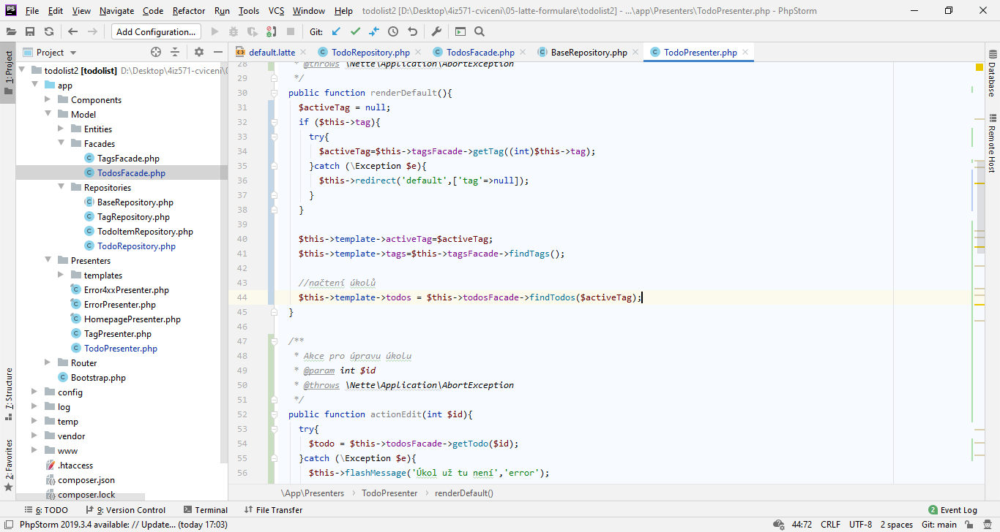 File Edit View Navigate Code Refactor Run Tools VCS Window Help todolist2 [D:\Desktop\4iz571-cviceni\05-latte-formulare\todolist2] - ...\app\Presenters\TodoPresenter.php - PhpStorm
Add Configuration... Git:
Project
default.latte TodoRepository.php TodosFacade.php BaseRepository.php TodoPresenter.php
1: Project
7: Structure
2: Favorites
todolist2 [todolist] D:\Desktop\4iz571-cviceni\
app
Components
Model
Entities
Facades
TagsFacade.php
TodosFacade.php
Repositories
BaseRepository.php
TagRepository.php
TodoItemRepository.php
TodoRepository.php
Presenters
templates
Error4xxPresenter.php
ErrorPresenter.php
HomepagePresenter.php
TagPresenter.php
TodoPresenter.php
Router
Bootstrap.php
config
log
temp
vendor
www
.htaccess
composer.json
composer.lock
28 * @throws \Nette\Application\AbortException
29 */
30 public function renderDefault(){
31 $activeTag = null;
32 if ($this->tag){
33 try{
34 $activeTag=$this->tagsFacade->getTag((int)$this->tag);
35 }catch (\Exception $e){
36 $this->redirect('default',['tag'=>null]);
37 }
38 }
39
40 $this->template->activeTag=$activeTag;
41 $this->template->tags=$this->tagsFacade->findTags();
42
43 //načtení úkolů
44 $this->template->todos = $this->todosFacade->findTodos($activeTag);
45 }
46
47 /**
48 * Akce pro úpravu úkolu
49 * @param int $id
50 * @throws \Nette\Application\AbortException
51 */
52 public function actionEdit(int $id){
53 try{
54 $todo = $this->todosFacade->getTodo($id);
55 }catch (\Exception $e){
56 $this->flashMessage('Úkol už tu není','error');
Database
Remote Host
\App\Presenters › TodoPresenter › renderDefault()
6: TODO 9: Version Control Terminal File Transfer 2 Event Log
PhpStorm 2019.3.4 available: // Update... (today 17:03) 44:72 CRLF UTF-8 2 spaces Git: main